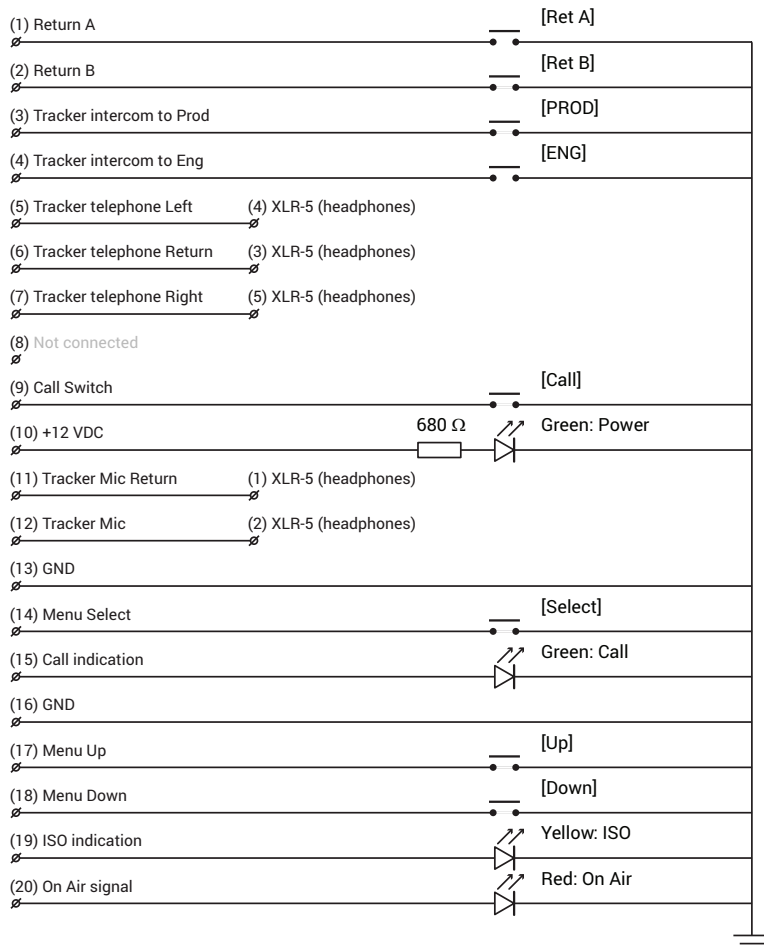 (1) Return A [Ret A]
(2) Return B [Ret B]
(3) Tracker intercom to Prod [PROD]
(4) Tracker intercom to Eng [ENG]
(5) Tracker telephone Left (4) XLR-5 (headphones)
(6) Tracker telephone Return (3) XLR-5 (headphones)
(7) Tracker telephone Right (5) XLR-5 (headphones)
(8) Not connected
(9) Call Switch [Call]
(10) +12 VDC 680 Ω Green: Power
(11) Tracker Mic Return (1) XLR-5 (headphones)
(12) Tracker Mic (2) XLR-5 (headphones)
(13) GND
(14) Menu Select [Select]
(15) Call indication Green: Call
(16) GND
(17) Menu Up [Up]
(18) Menu Down [Down]
(19) ISO indication Yellow: ISO
(20) On Air signal Red: On Air